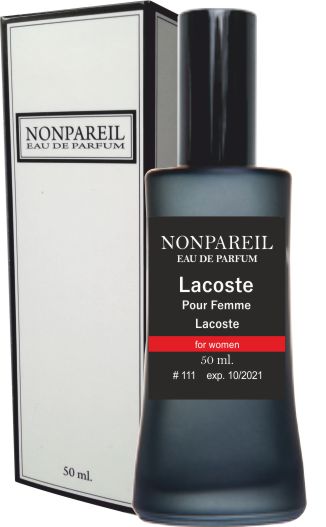 NONPAREIL
EAU DE PARFUM
50 ml.
NONPAREIL
EAU DE PARFUM
Lacoste
Pour Femme
Lacoste
for women
50 ml.
# 111 exp. 10/2021